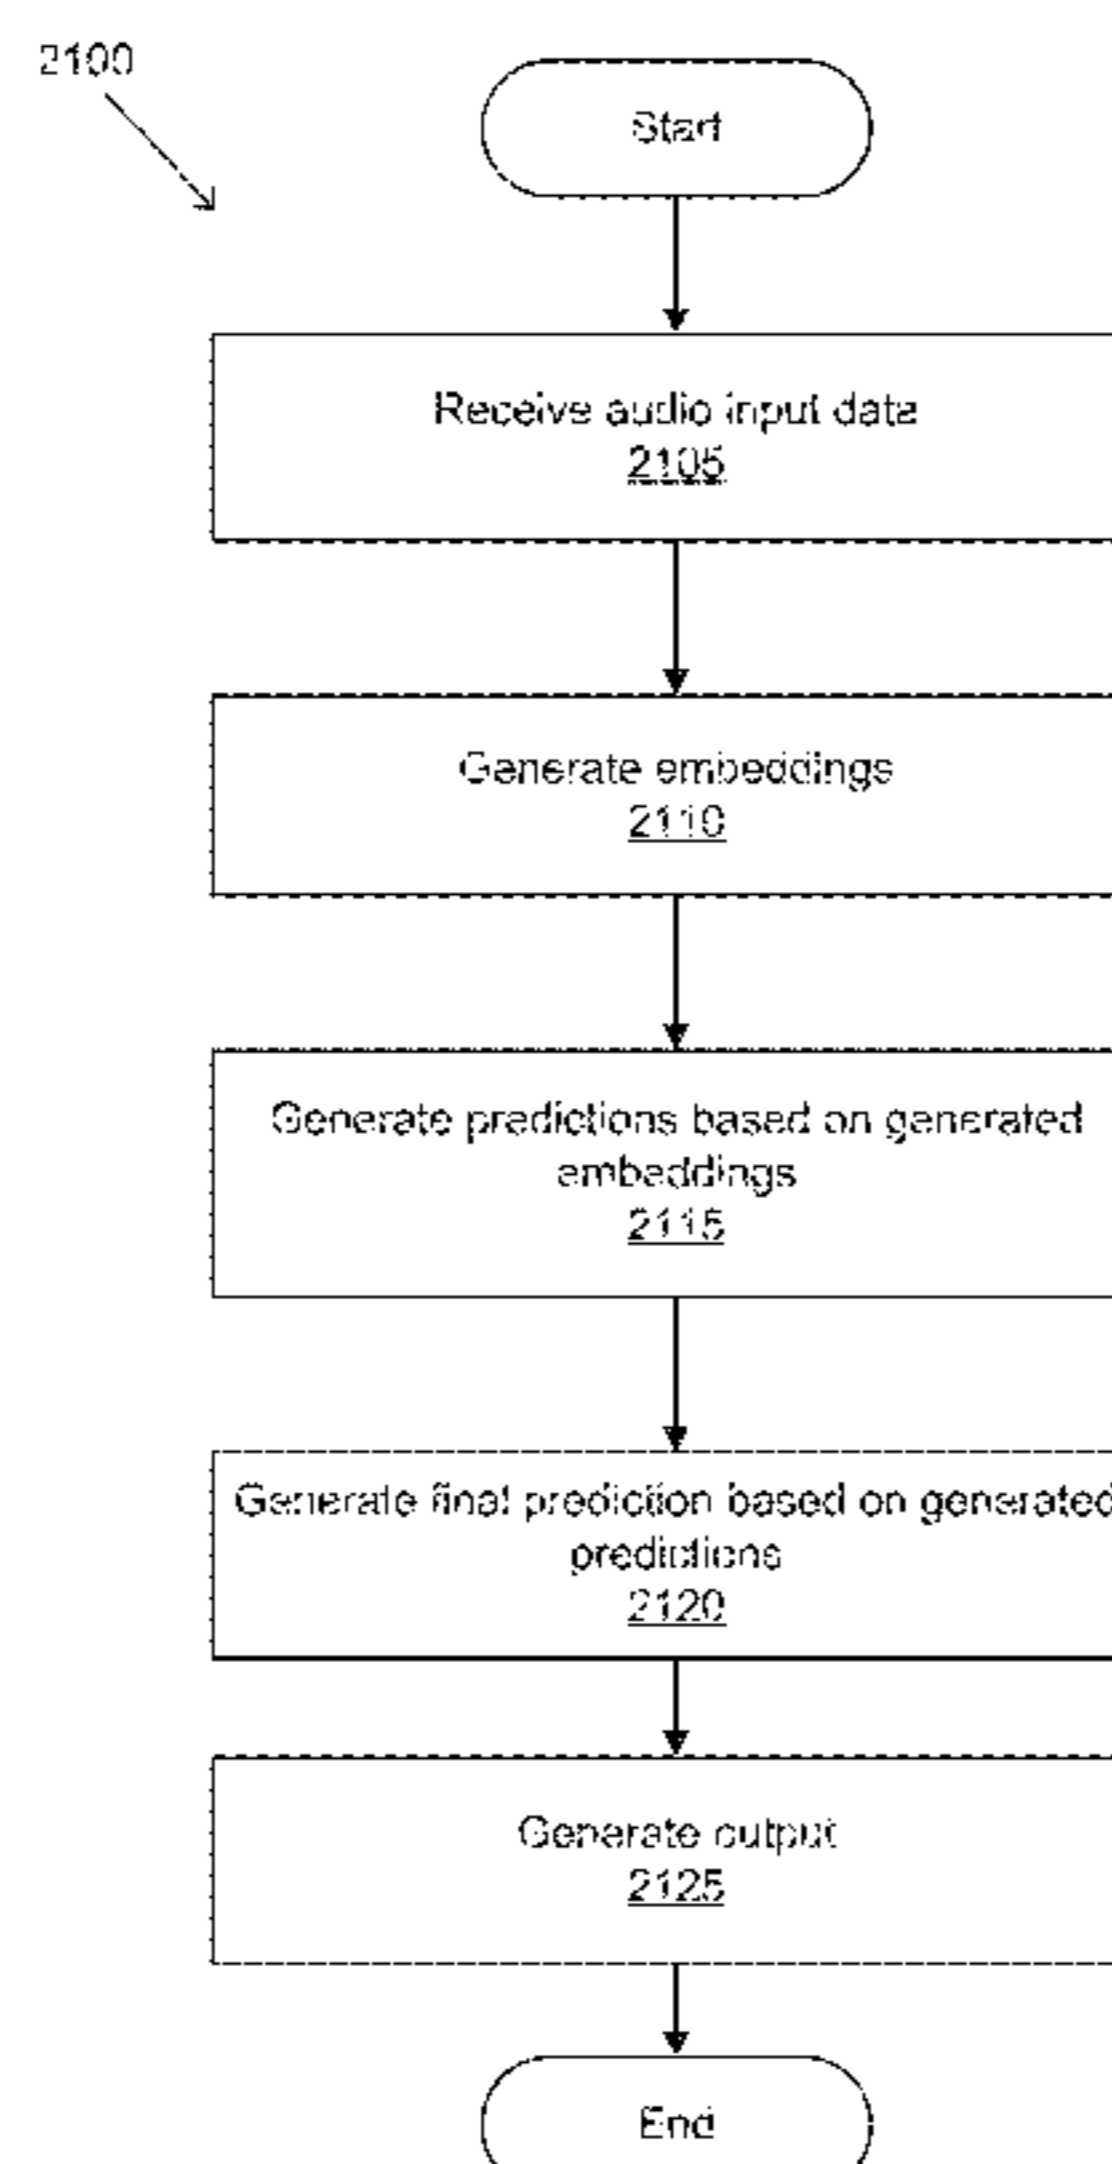 2100
Start
Receive audio input data
2105
Generate embeddings
2110
Generate predictions based on generated
embeddings
2115
Generate final prediction based on generated
predictions
2120
Generate output
2125
End